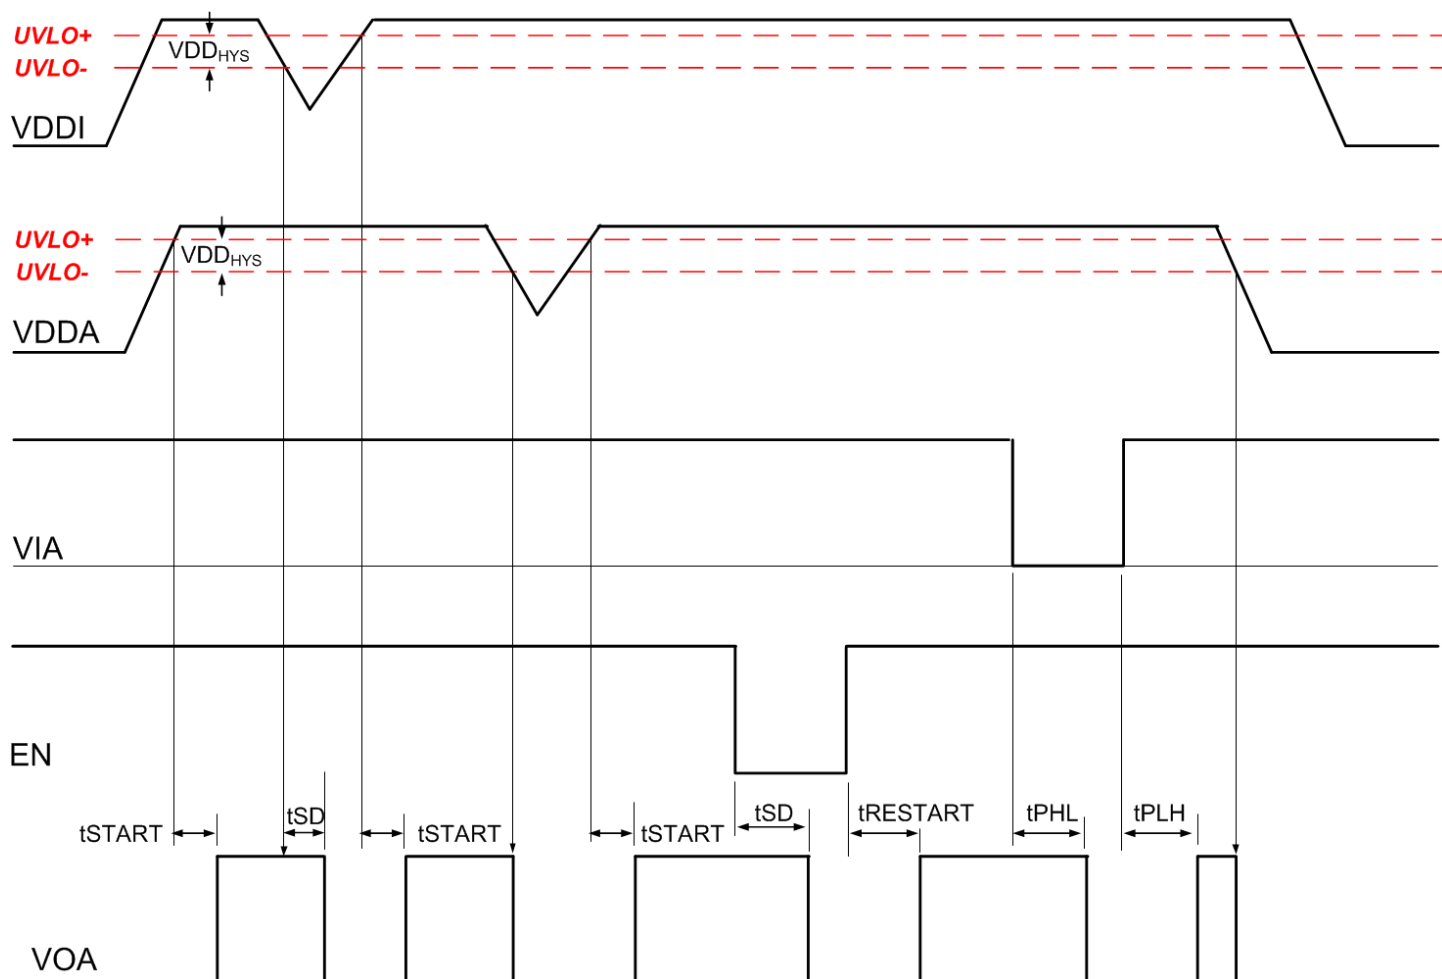 UVLO+
VDDHYS
UVLO-
VDDI
UVLO+
VDDHYS
UVLO-
VDDA
VIA
EN
tSTART
tSD
tSTART
tSTART
tSD
tRESTART
tPHL
tPLH
VOA